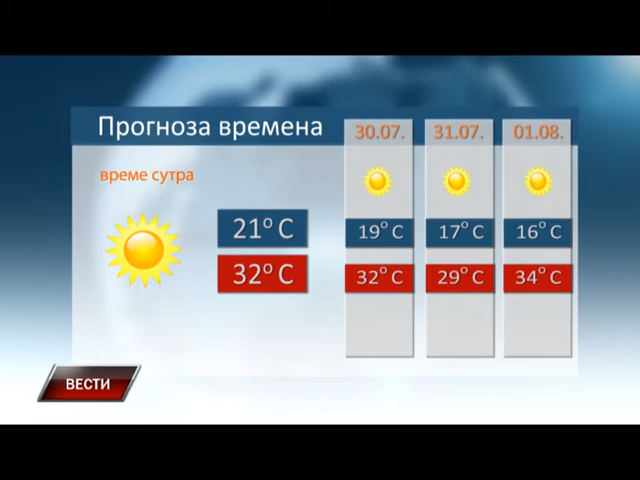 Прогноза времена
30.07. 31.07. 01.08.
време сутра
21° C 19° C 17° C 16° C
32° C 32° C 29° C 34° C
ВЕСТИ